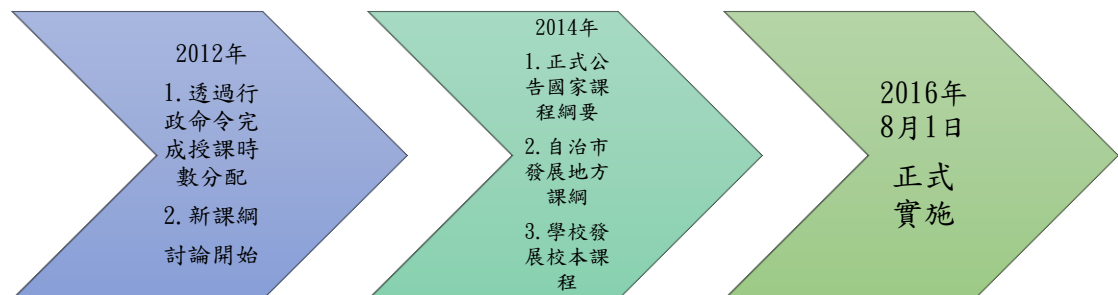 2012年
1.透過行
政命令完
成授課時
數分配
2.新課綱
討論開始
2014年
1.正式公
告國家課
程綱要
2.自治市
發展地方
課綱
3.學校發
展校本課
程
2016年
8月1日
正式
實施